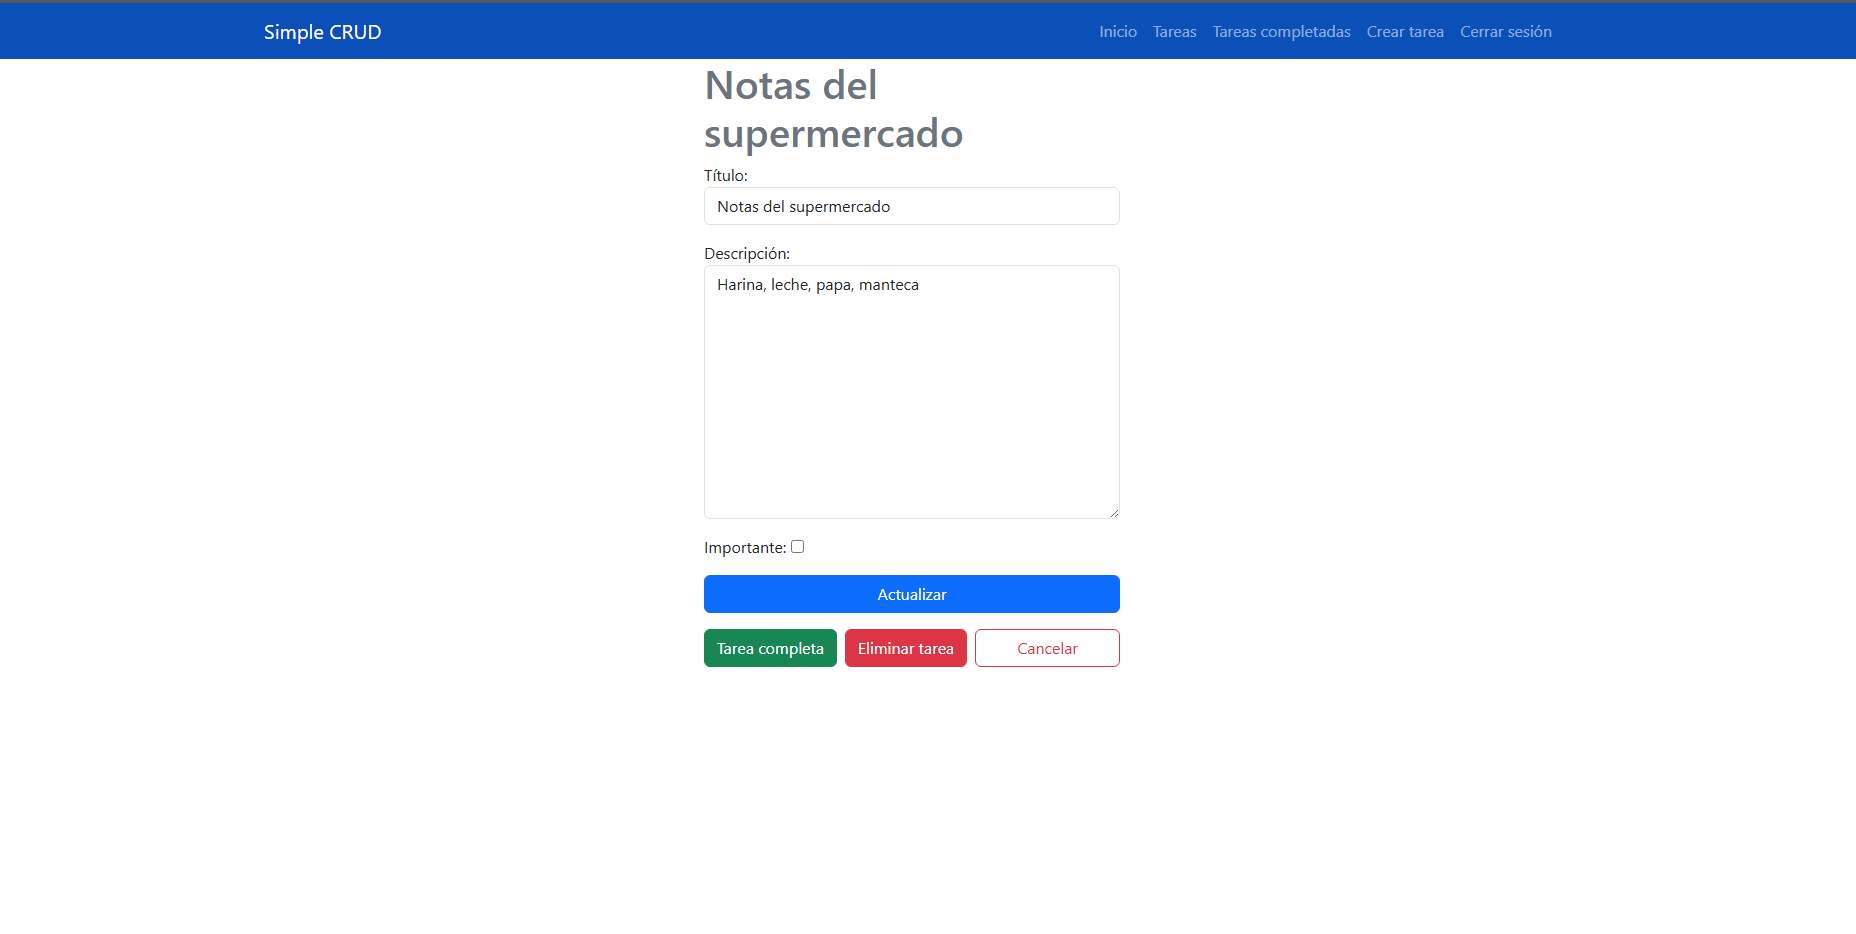 Simple CRUD
Inicio Tareas Tareas completadas Crear tarea Cerrar sesión
Notas del
supermercado
Título:
Notas del supermercado
Descripción:
Harina, leche, papa, manteca
Importante:
Actualizar
Tarea completa Eliminar tarea Cancelar